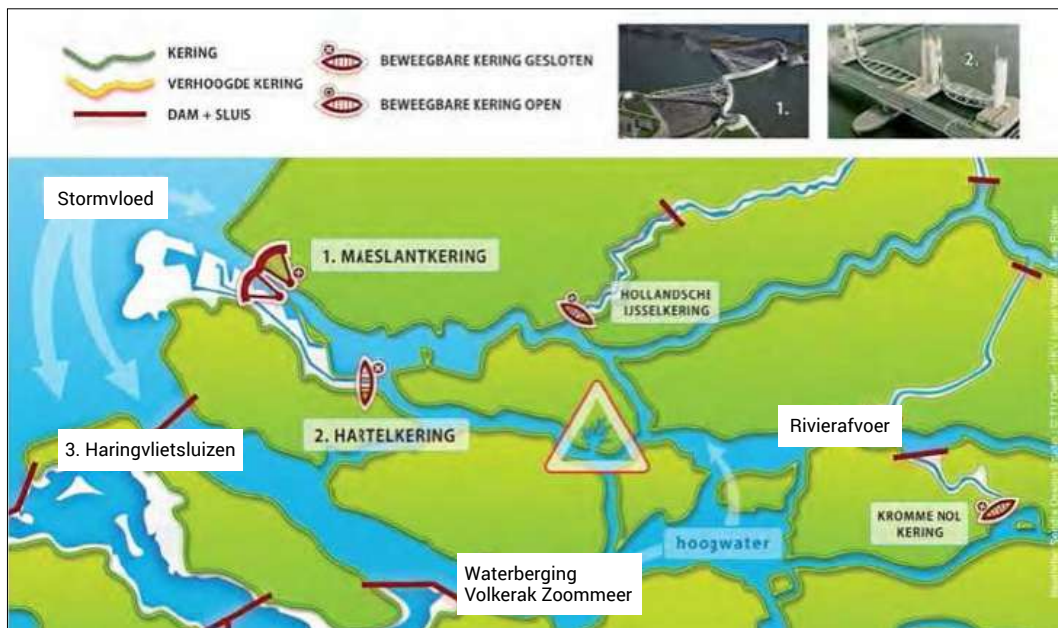 KERING
VERHOOGDE KERING
DAM + SLUIS
BEWEEGBARE KERING GESLOTEN
BEWEEGBARE KERING OPEN
1.
2.
Stormvloed
1. MAESLANTKERING
HOLLANDSCHE
IJSSELKERING
2. HARTELKERING
Rivierafvoer
3. Haringvlietsluizen
KROMME NOL
KERING
hoogwater
Waterberging
Volkerak Zoommeer